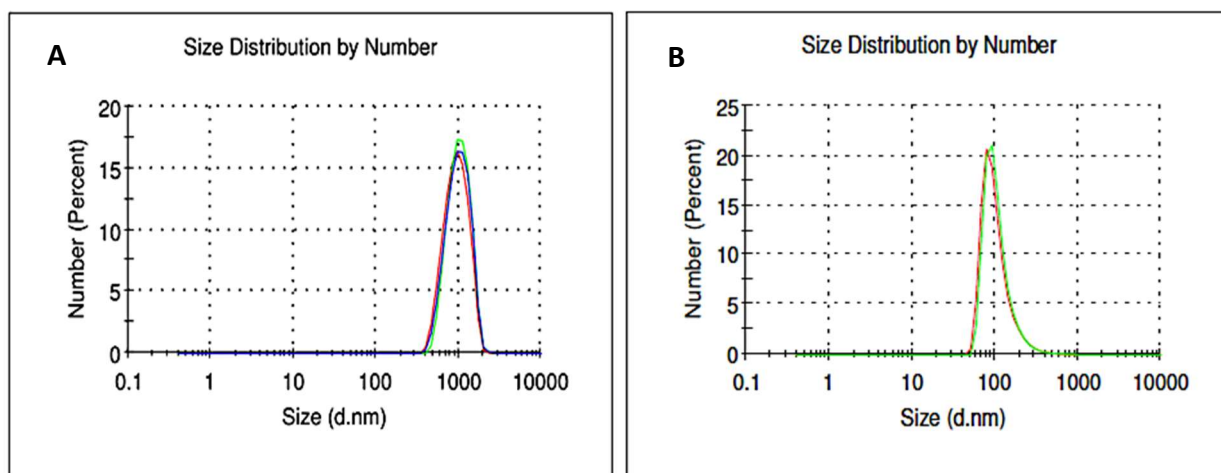 A
Size Distribution by Number
Number (Percent)
20
15
10
5
0
0.1 1 10 100 1000 10000
Size (d.nm)
B
Size Distribution by Number
Number (Percent)
25
20
15
10
5
0
0.1 1 10 100 1000 10000
Size (d.nm)